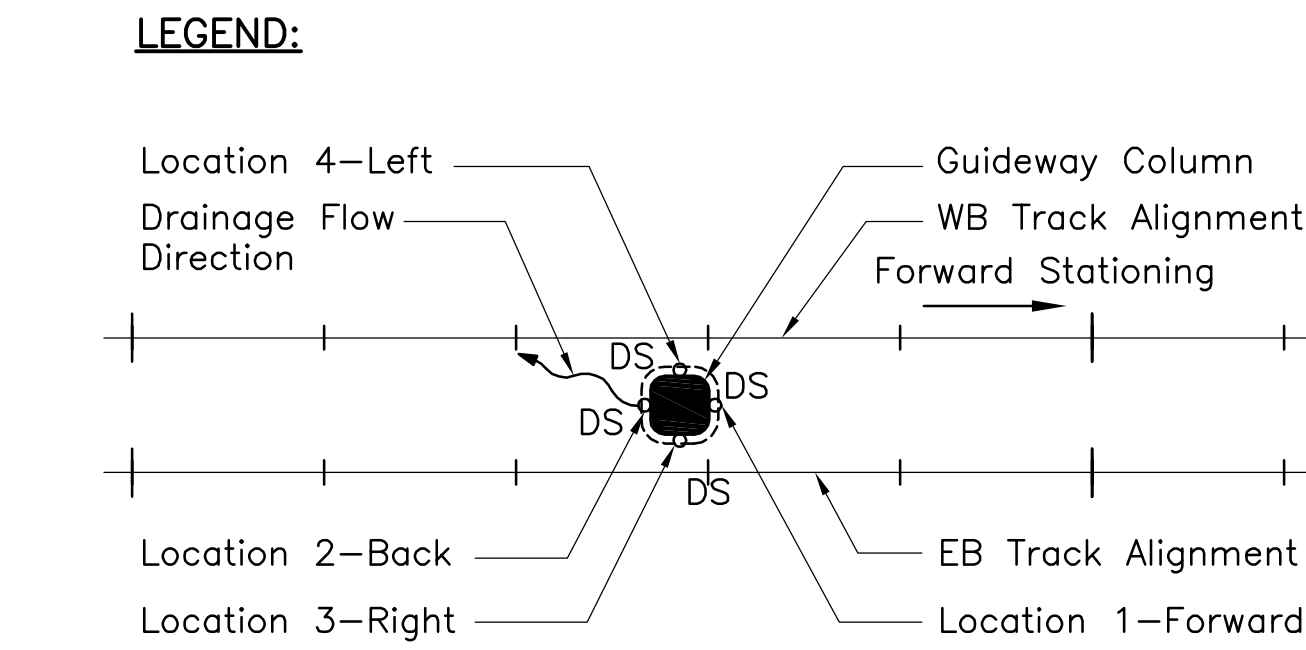 LEGEND:
Location 4-Left
Guideway Column
Drainage Flow
Direction
WB Track Alignment
Forward Stationing
DS
DS
DS
DS
Location 2-Back
EB Track Alignment
Location 3-Right
Location 1-Forward